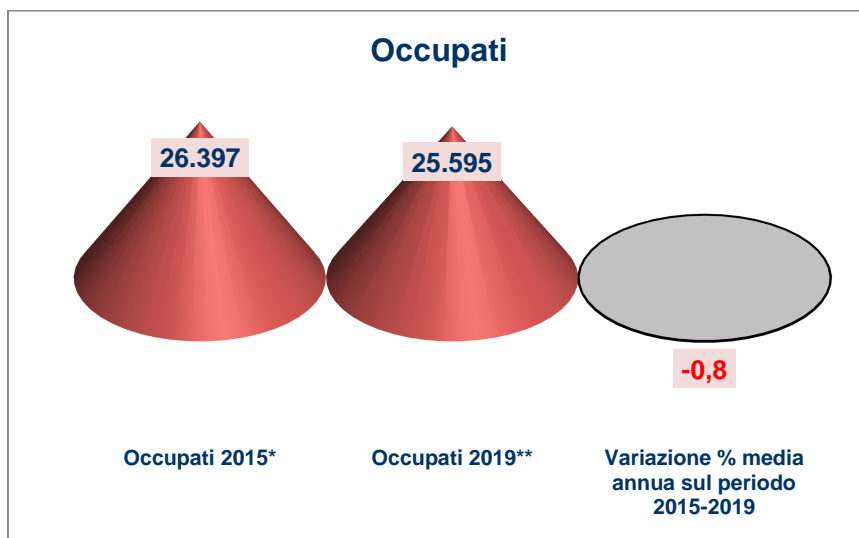 Occupati
26.397
25.595
-0,8
Occupati 2015*
Occupati 2019**
Variazione % media
annua sul periodo
2015-2019